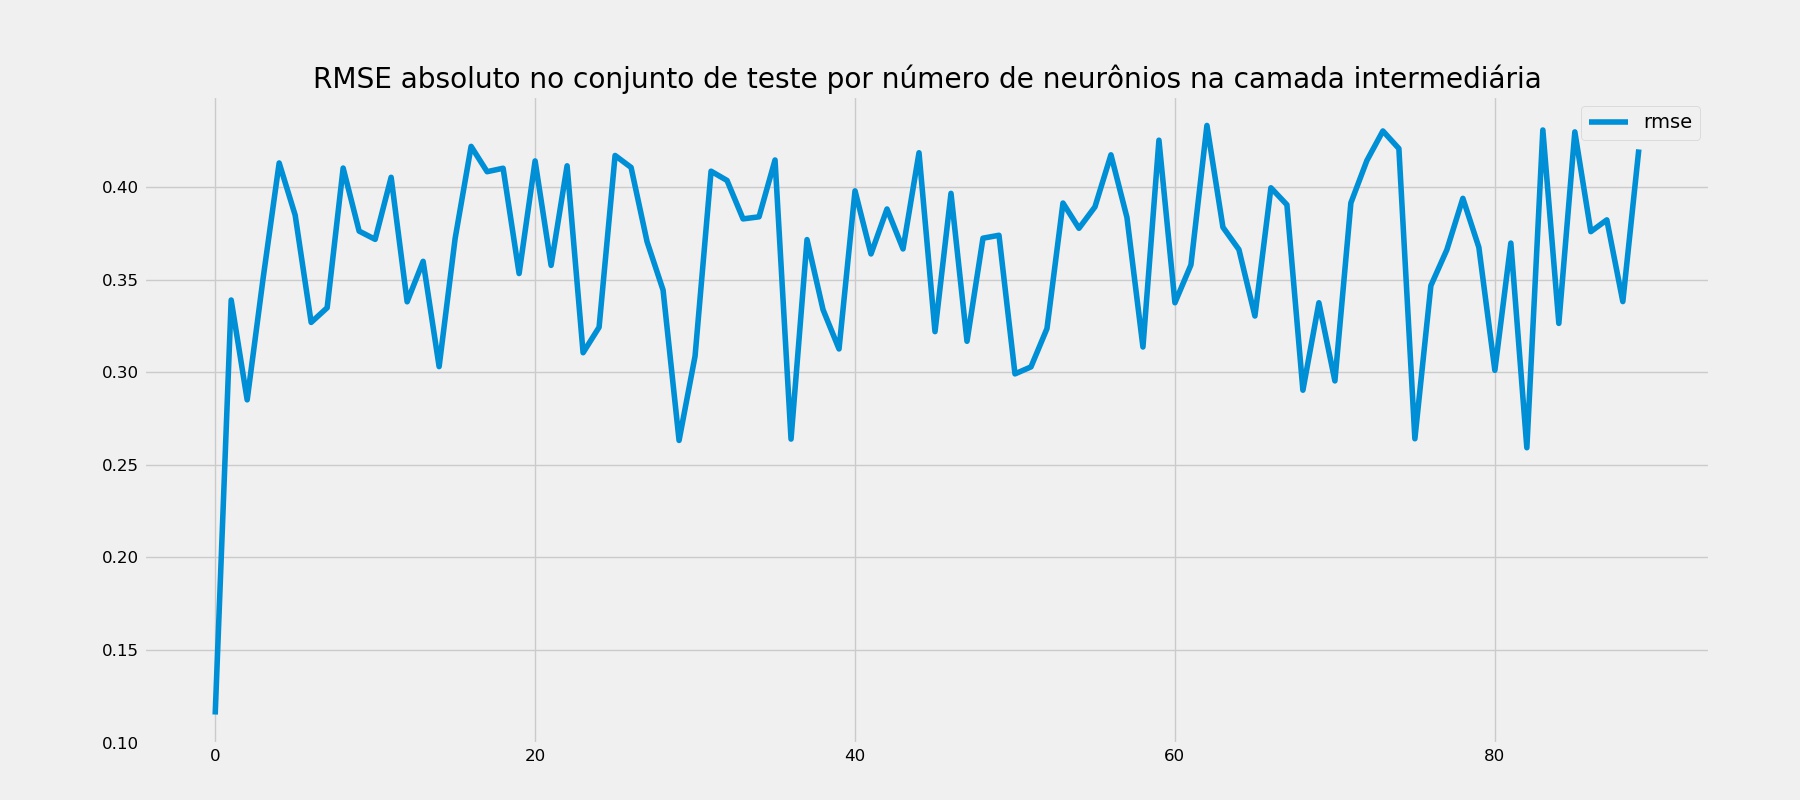 RMSE absoluto no conjunto de teste por número de neurônios na camada intermediária
rmse
0.40
0.35
0.30
0.25
0.20
0.15
0.10
0 20 40 60 80